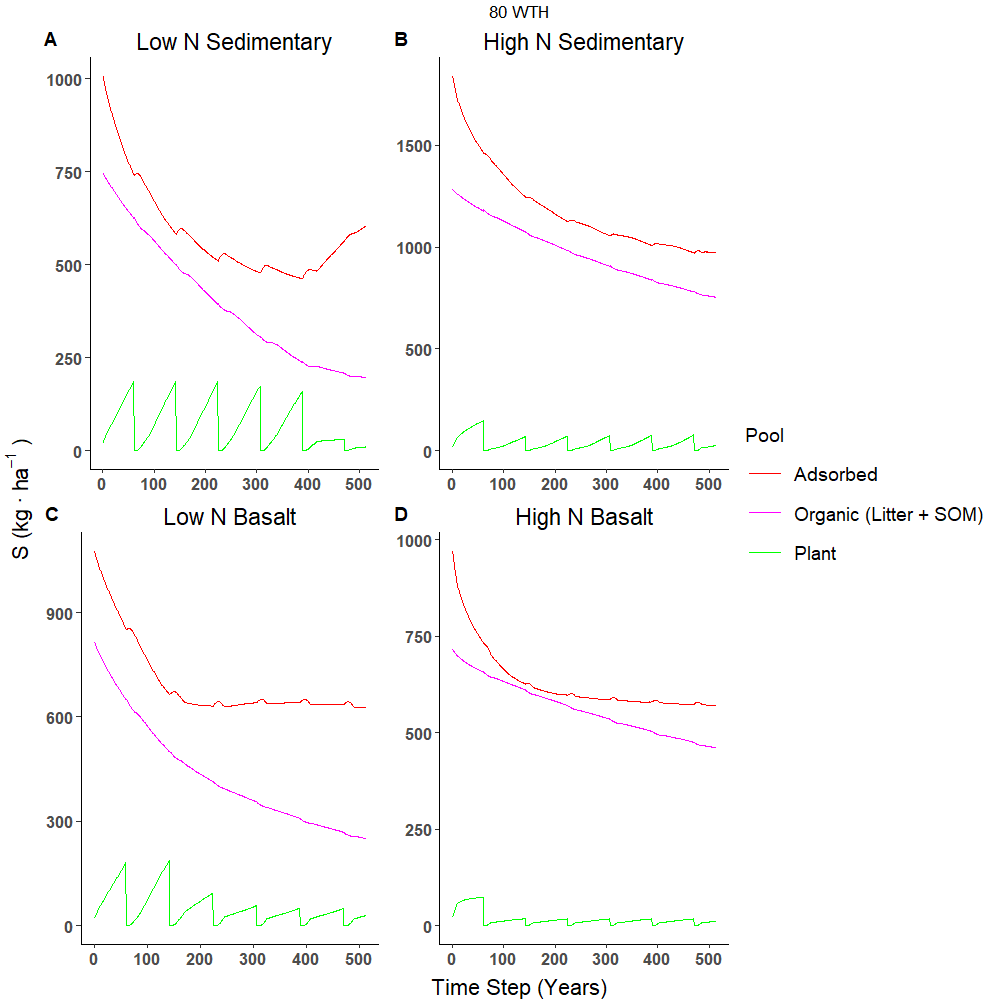 80 WTH
A Low N Sedimentary
B High N Sedimentary
1000
750
500
250
0
0 100 200 300 400 500
1500
1000
500
0
0 100 200 300 400 500
C Low N Basalt
D High N Basalt
900
600
300
0
0 100 200 300 400 500
1000
750
500
250
0
0 100 200 300 400 500
S (kg · ha⁻¹ )
Time Step (Years)
Pool
Adsorbed
Organic (Litter + SOM)
Plant